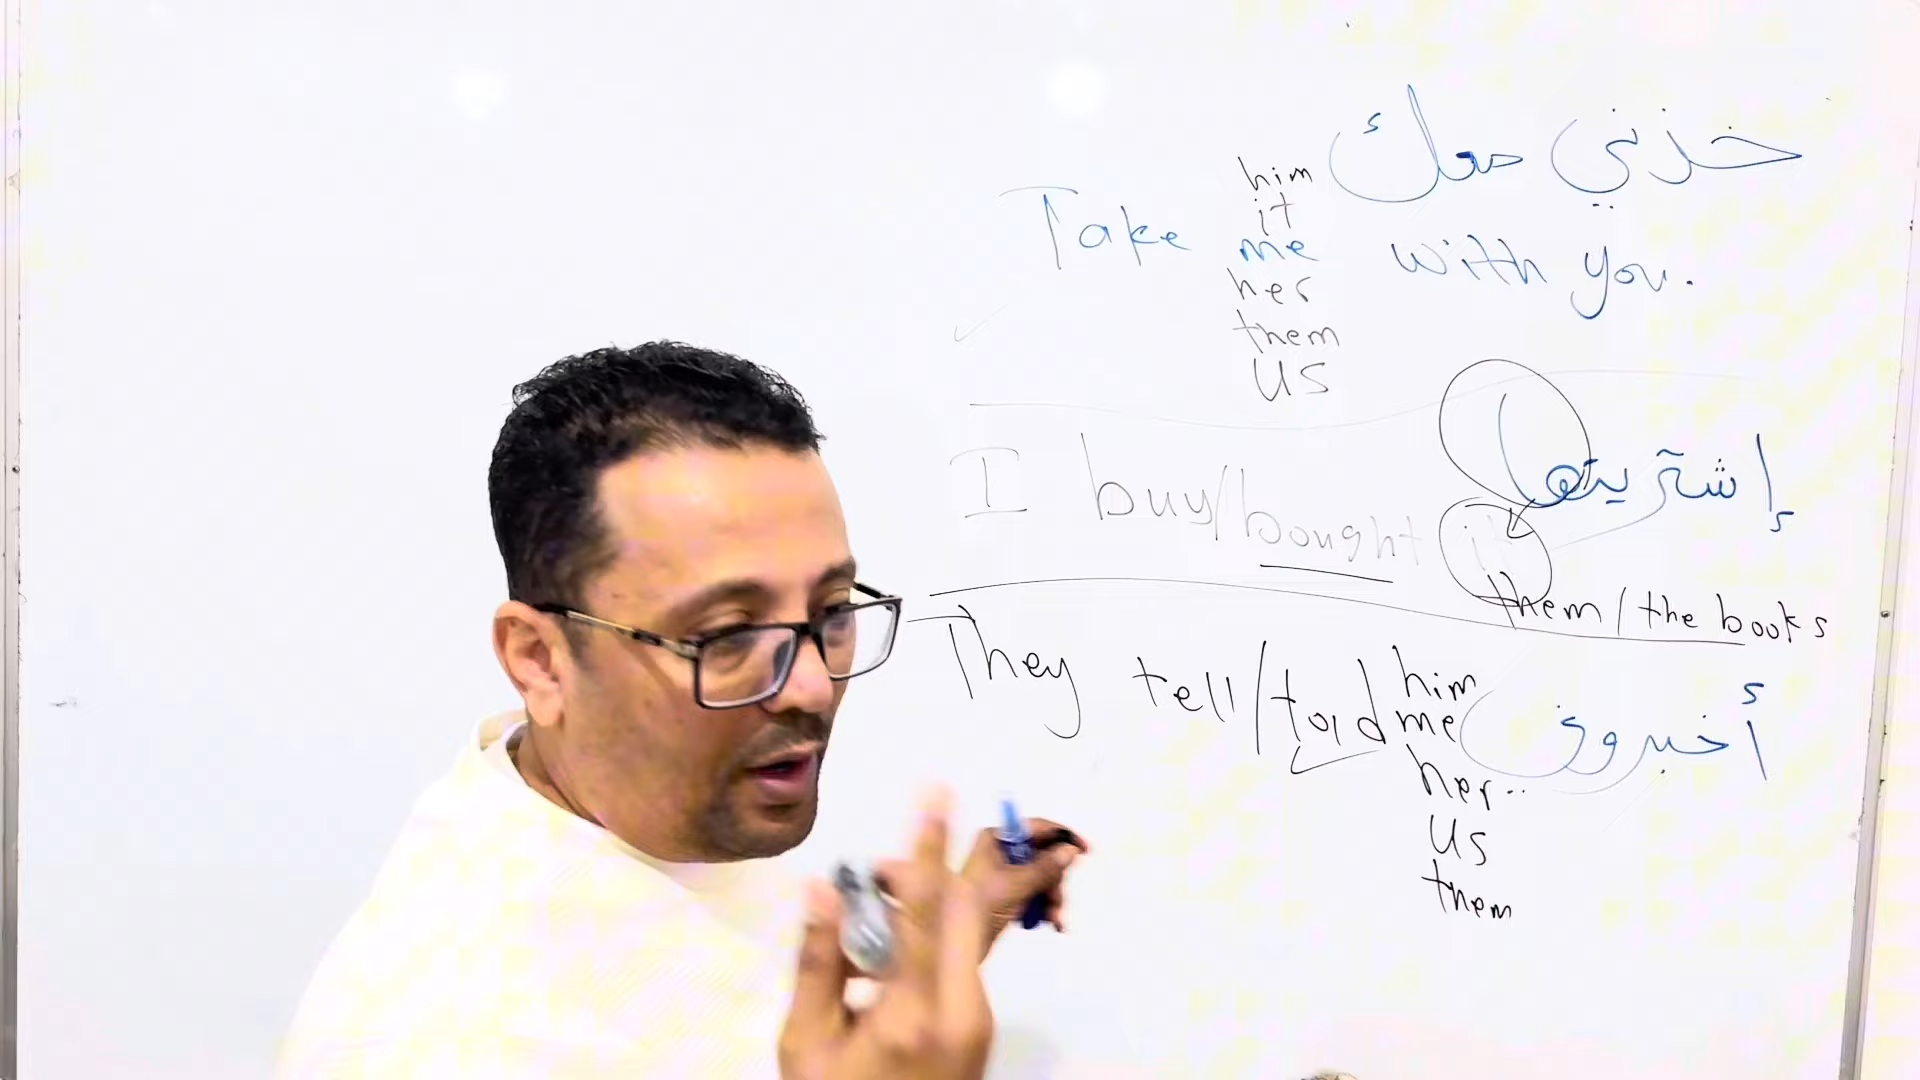 خذني معك
him
it
Take me with you.
her
them
us
إشتريتها
I buy/bought it
them/the books
They tell/told him
me
أخبروني
her
us
them